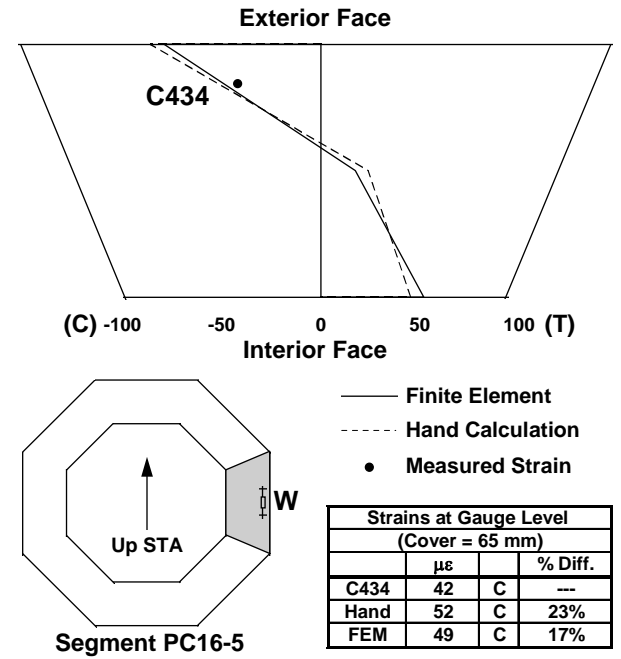 Exterior Face
C434
(C) -100 -50 0 50 100 (T)
Interior Face
Finite Element
Hand Calculation
Measured Strain
W
Up STA
Segment PC16-5
Strains at Gauge Level
(Cover = 65 mm)
με % Diff.
C434 42 C ---
Hand 52 C 23%
FEM 49 C 17%